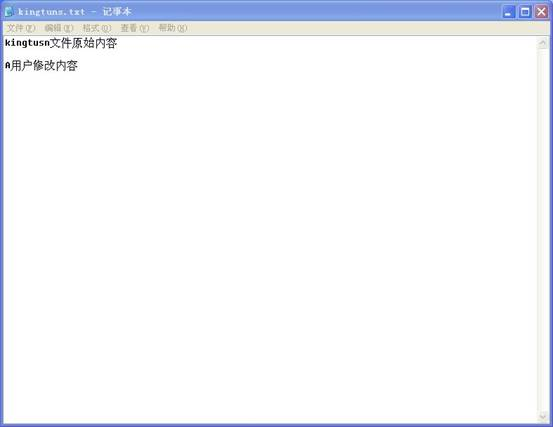 kingtuns.txt - 记事本
文件(F) 编辑(E) 格式(O) 查看(V) 帮助(H)
kingtusn文件原始内容
A用户修改内容